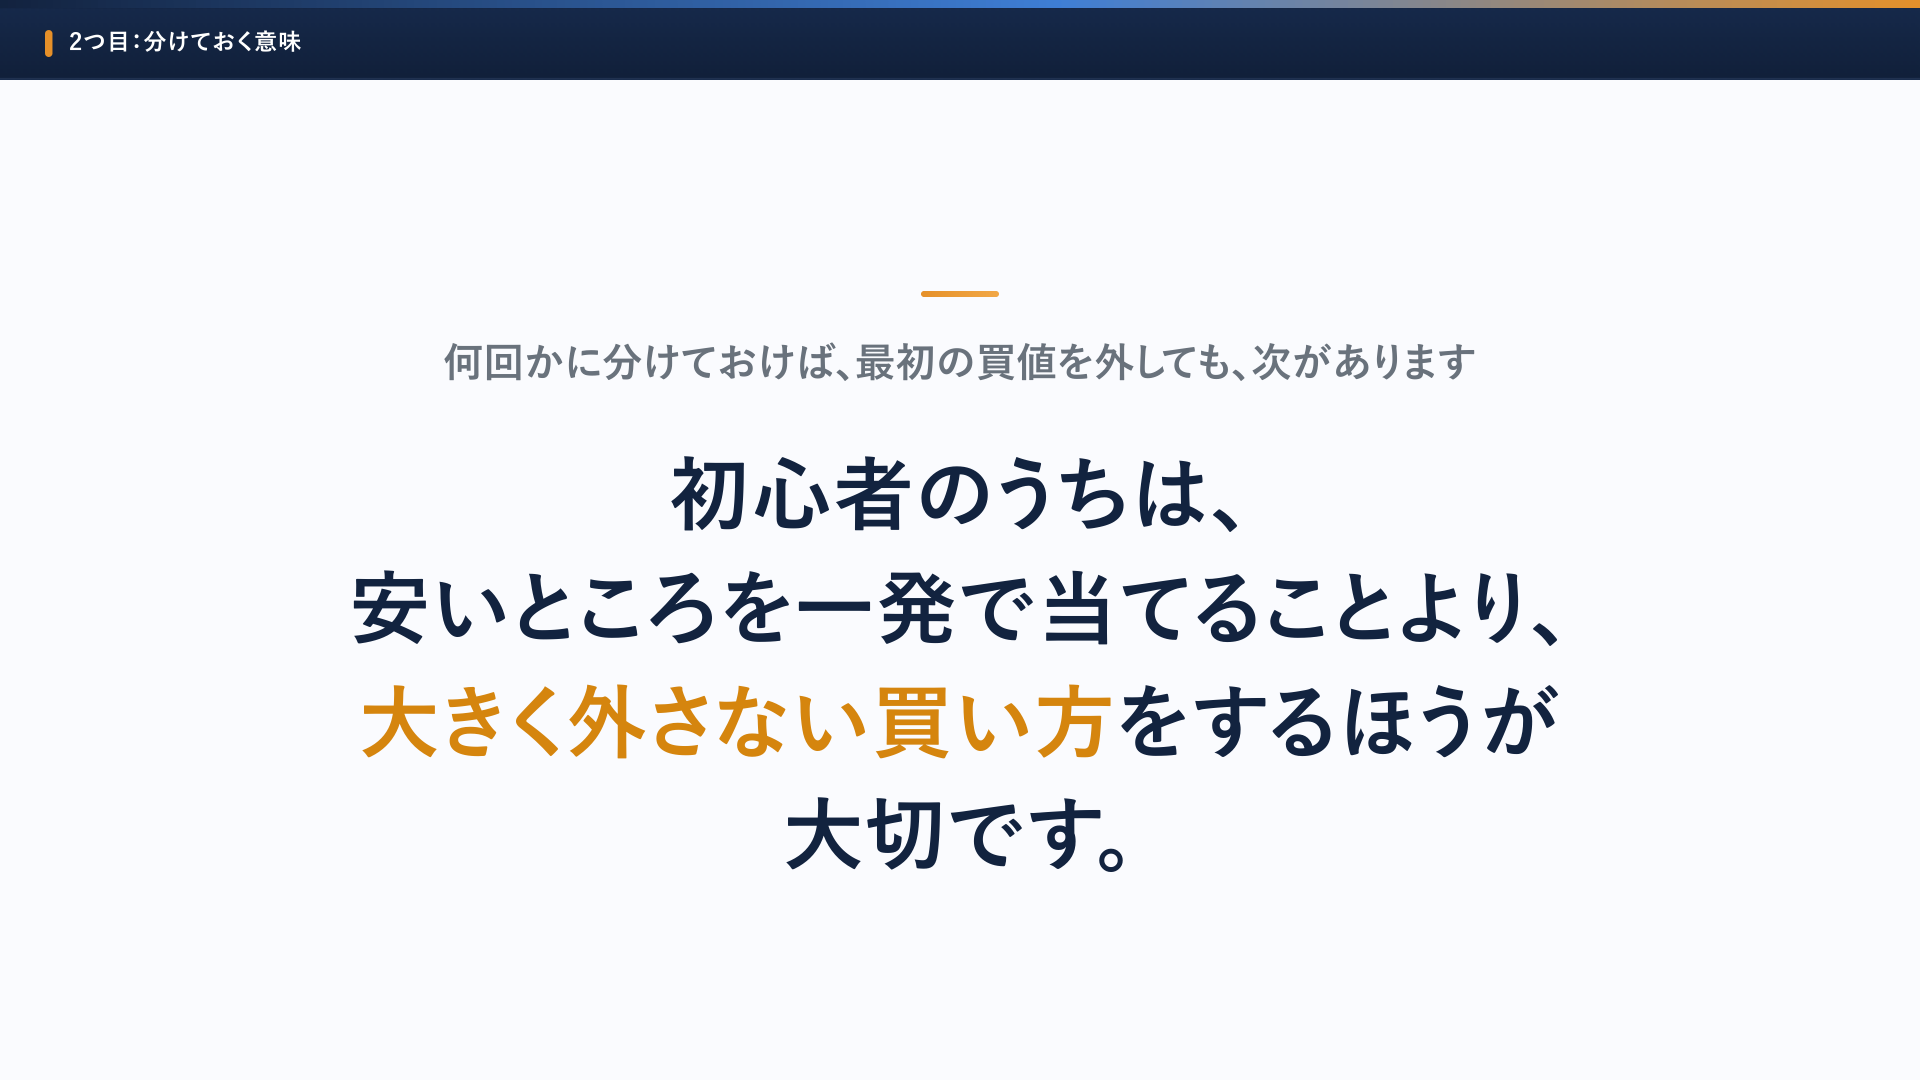 2つ目：分けておく意味
何回かに分けておけば、最初の買値を外しても、次があります
初心者のうちは、
安いところを一発で当てることより、
大きく外さない買い方をするほうが
大切です。